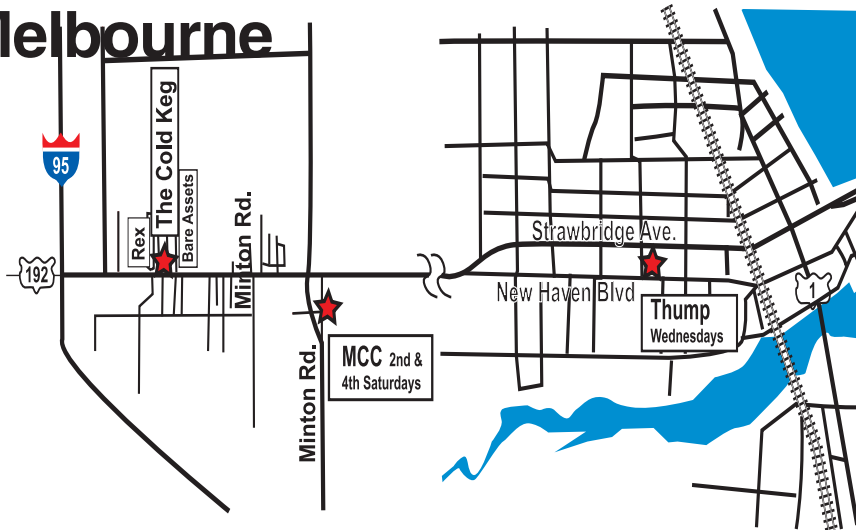 Melbourne
95
The Cold Keg
Rex
Bare Assets
Minton Rd.
192
Strawbridge Ave.
New Haven Blvd
1
Thump
Wednesdays
MCC 2nd &
4th Saturdays
Minton Rd.